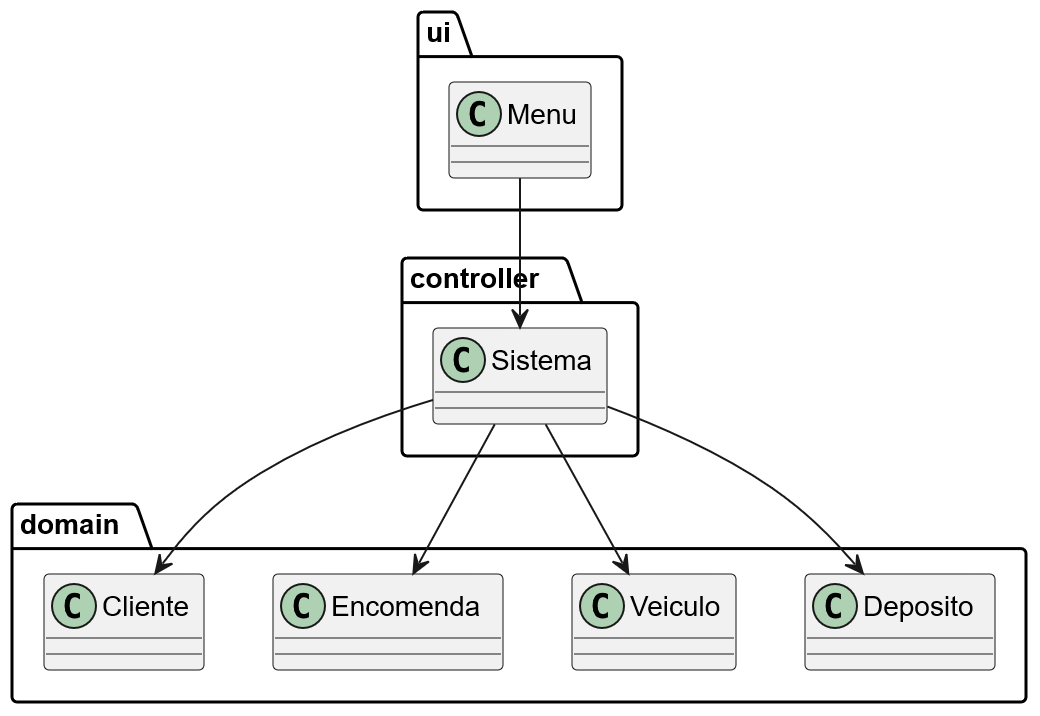 ui
C Menu
controller
C Sistema
domain
C Cliente
C Encomenda
C Veiculo
C Deposito